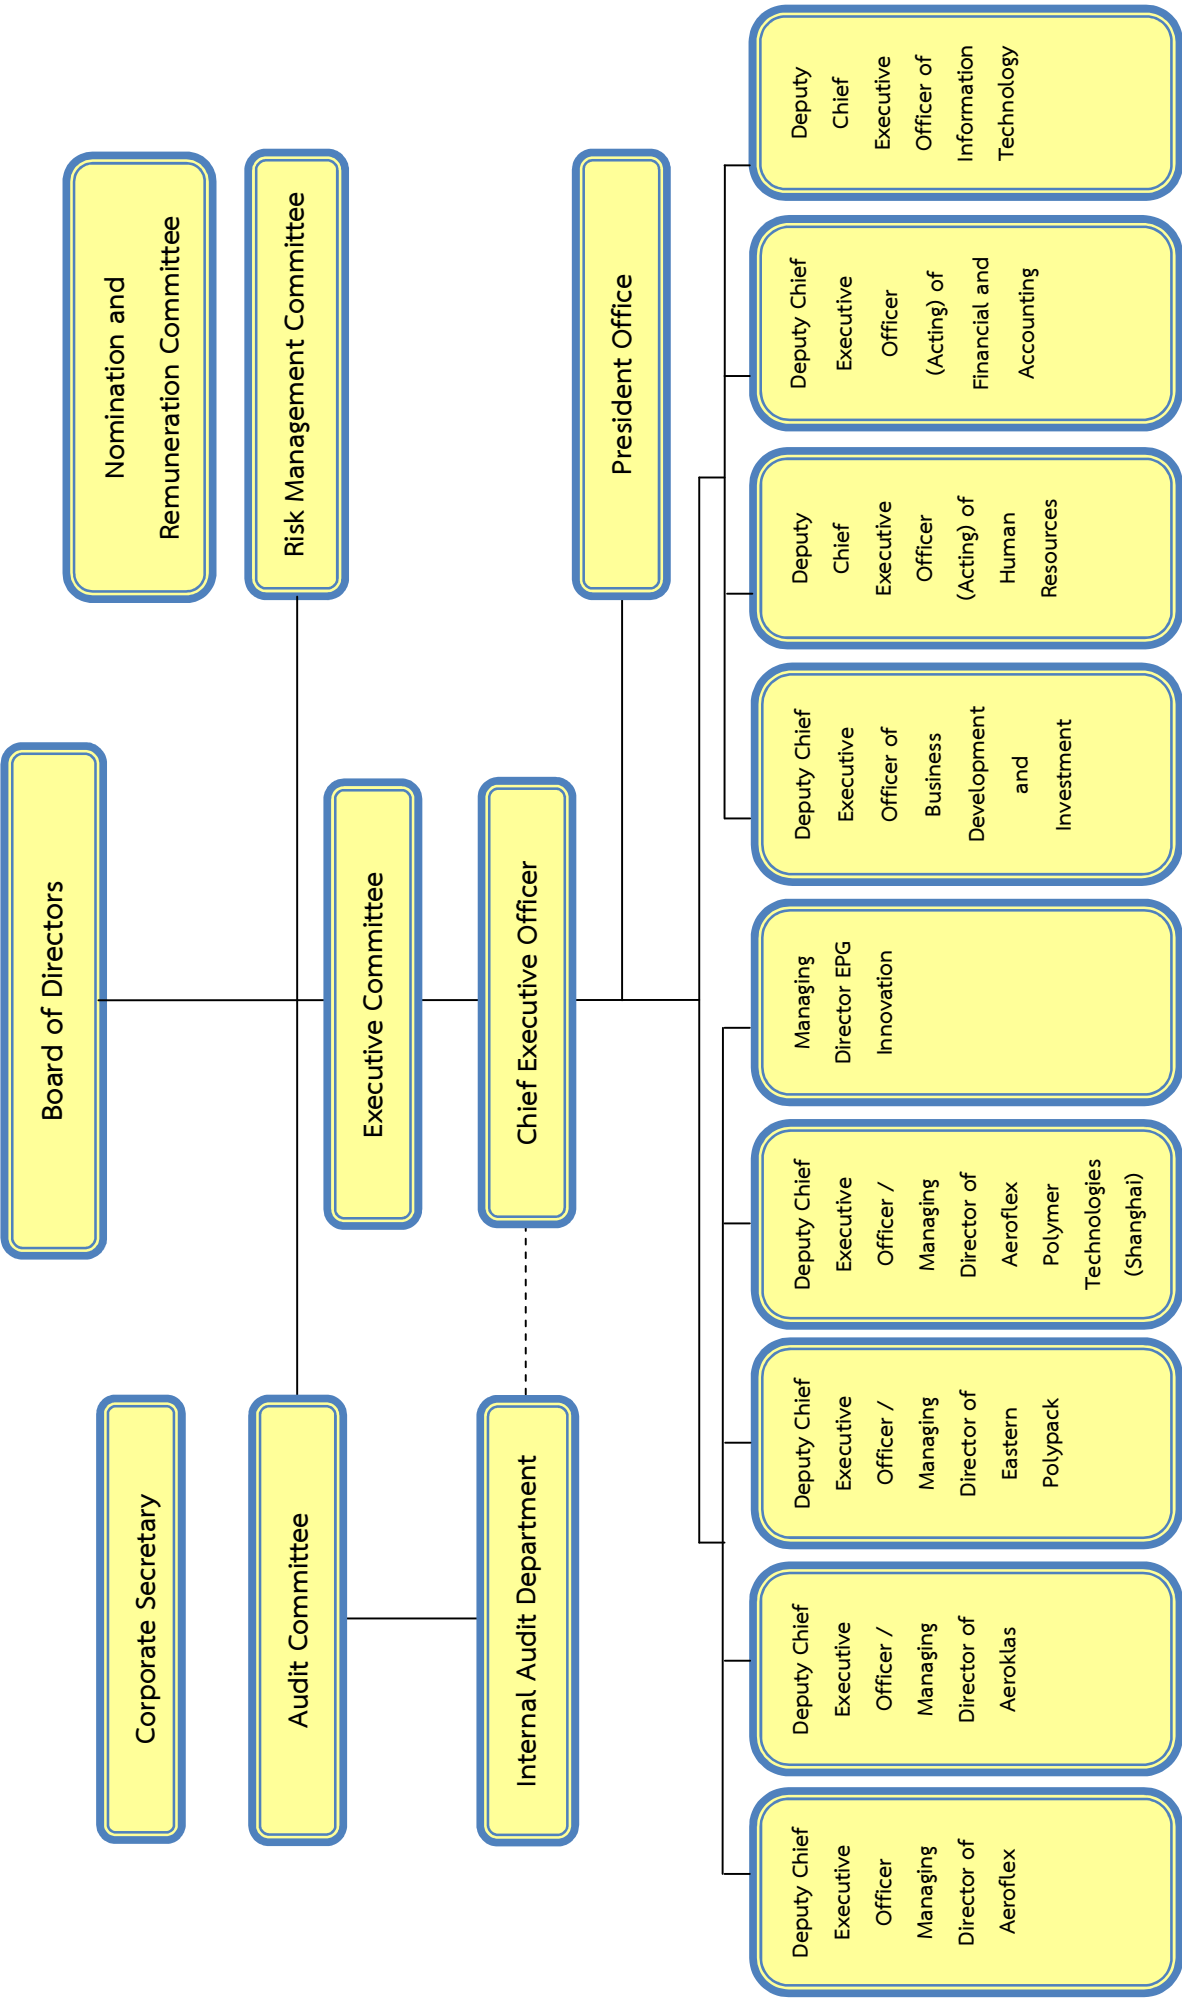 Board of Directors
Corporate Secretary
Nomination and
Remuneration Committee
Audit Committee
Risk Management Committee
Executive Committee
Internal Audit Department
Chief Executive Officer
President Office
Deputy Chief
Executive
Officer
Managing
Director of
Aeroflex
Deputy Chief
Executive
Officer /
Managing
Director of
Aeroklas
Deputy Chief
Executive
Officer /
Managing
Director of
Eastern
Polypack
Deputy Chief
Executive
Officer /
Managing
Director of
Aeroflex
Polymer
Technologies
(Shanghai)
Managing
Director EPG
Innovation
Deputy Chief
Executive
Officer of
Business
Development
and
Investment
Deputy
Chief
Executive
Officer
(Acting) of
Human
Resources
Deputy Chief
Executive
Officer
(Acting) of
Financial and
Accounting
Deputy
Chief
Executive
Officer of
Information
Technology